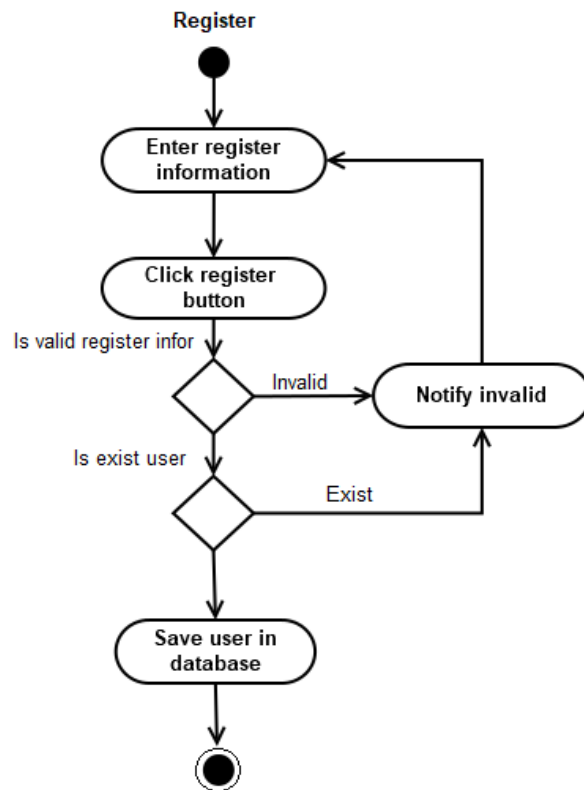 Register
Enter register
information
Click register
button
Is valid register infor
Invalid
Notify invalid
Is exist user
Exist
Save user in
database